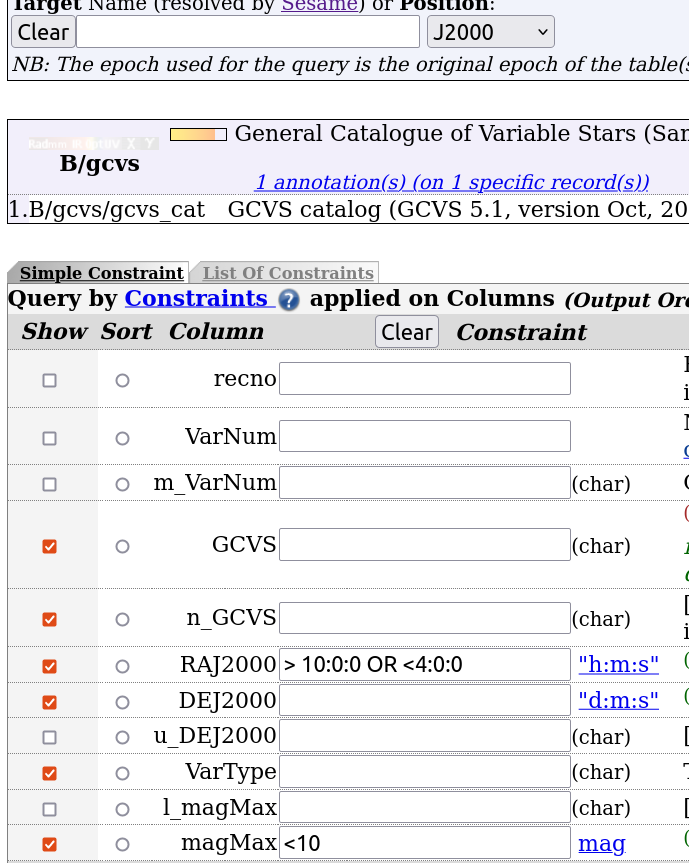 Target Name (resolved by Sesame) or Position:
Clear J2000
NB: The epoch used for the query is the original epoch of the table(s
General Catalogue of Variable Stars (Sa
B/gcvs
1 annotation(s) (on 1 specific record(s))
1.B/gcvs/gcvs_cat GCVS catalog (GCVS 5.1, version Oct, 20
Simple Constraint List Of Constraints
Query by Constraints ? applied on Columns (Output Ord
Show Sort Column Clear Constraint
recno
VarNum
m_VarNum (char)
GCVS (char)
n_GCVS (char)
RAJ2000 > 10:0:0 OR <4:0:0 "h:m:s"
DEJ2000 "d:m:s"
u_DEJ2000 (char)
VarType (char)
l_magMax (char)
magMax <10 mag